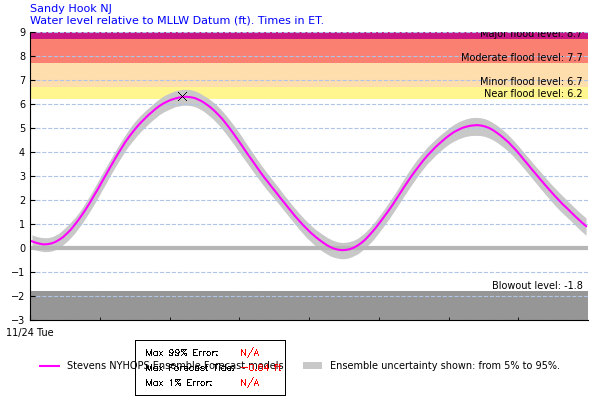 Sandy Hook NJ
Water level relative to MLLW Datum (ft). Times in ET.
9
Major flood level: 8.7
8
Moderate flood level: 7.7
7
Minor flood level: 6.7
Near flood level: 6.2
6
5
4
3
2
1
0
−1
Blowout level: -1.8
−2
−3
11/24 Tue
Max 99% Error: N/A
Stevens NYHOPS Ensemble Forecast models
Max Forecast Tide:
Ensemble uncertainty shown: from 5% to 95%.
Max 1% Error: N/A